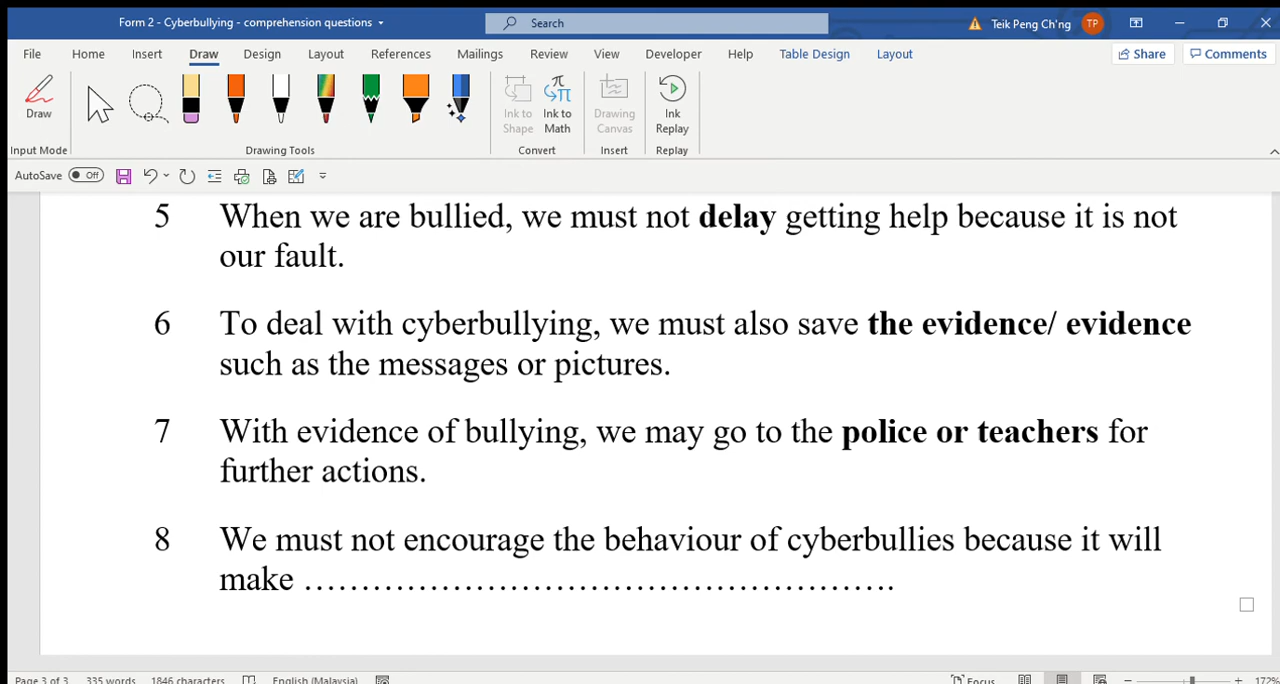 Form 2 - Cyberbullying - comprehension questions
Search
Teik Peng Ch'ng TP
File Home Insert Draw Design Layout References Mailings Review View Developer Help Table Design Layout Share Comments
Draw
Ink to Shape
Ink to Math
Drawing Canvas
Ink Replay
Input Mode Drawing Tools Convert Insert Replay
AutoSave Off
5 When we are bullied, we must not delay getting help because it is not
our fault.
6 To deal with cyberbullying, we must also save the evidence/ evidence
such as the messages or pictures.
7 With evidence of bullying, we may go to the police or teachers for
further actions.
8 We must not encourage the behaviour of cyberbullies because it will
make …………………………………………….
Page 3 of 3 335 words 1846 characters English (Malaysia) Focus 172%